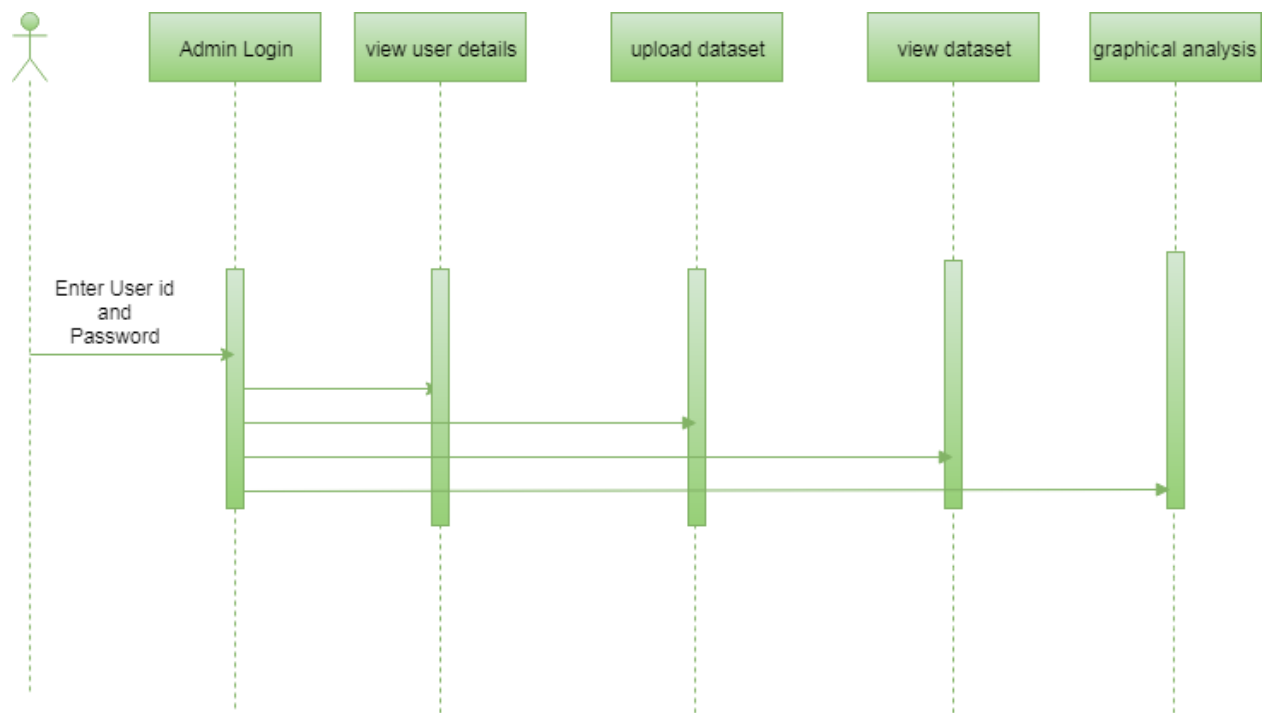 Admin Login
view user details
upload dataset
view dataset
graphical analysis
Enter User id
and
Password